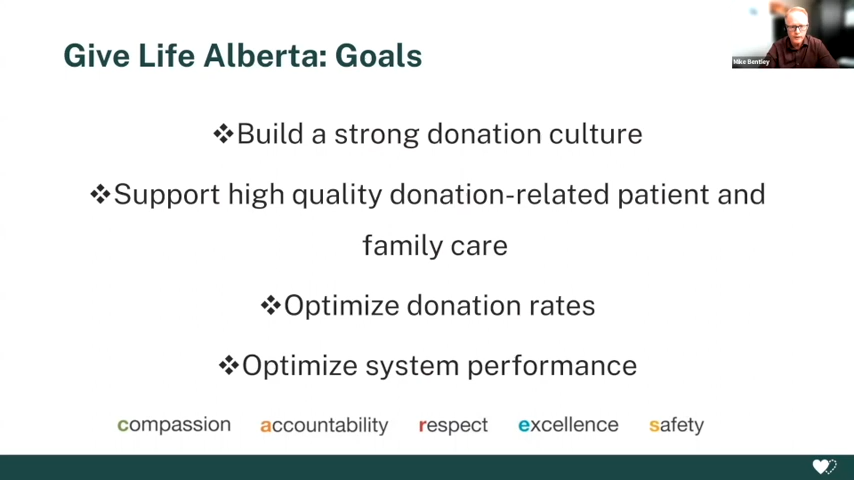 Give Life Alberta: Goals
Mike Bentley
❖Build a strong donation culture
❖Support high quality donation-related patient and
family care
❖Optimize donation rates
❖Optimize system performance
compassion accountability respect excellence safety